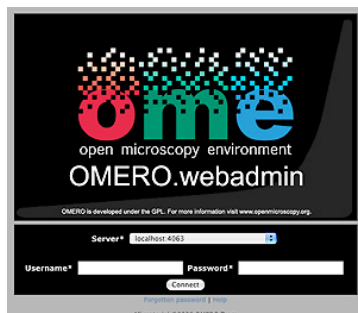 ome
open microscopy environment
OMERO.webadmin
OMERO is developed under the GPL. For more information visit www.openmicroscopy.org.
Server* localhost:4063
Username* Password*
Connect
Forgotten password | Help